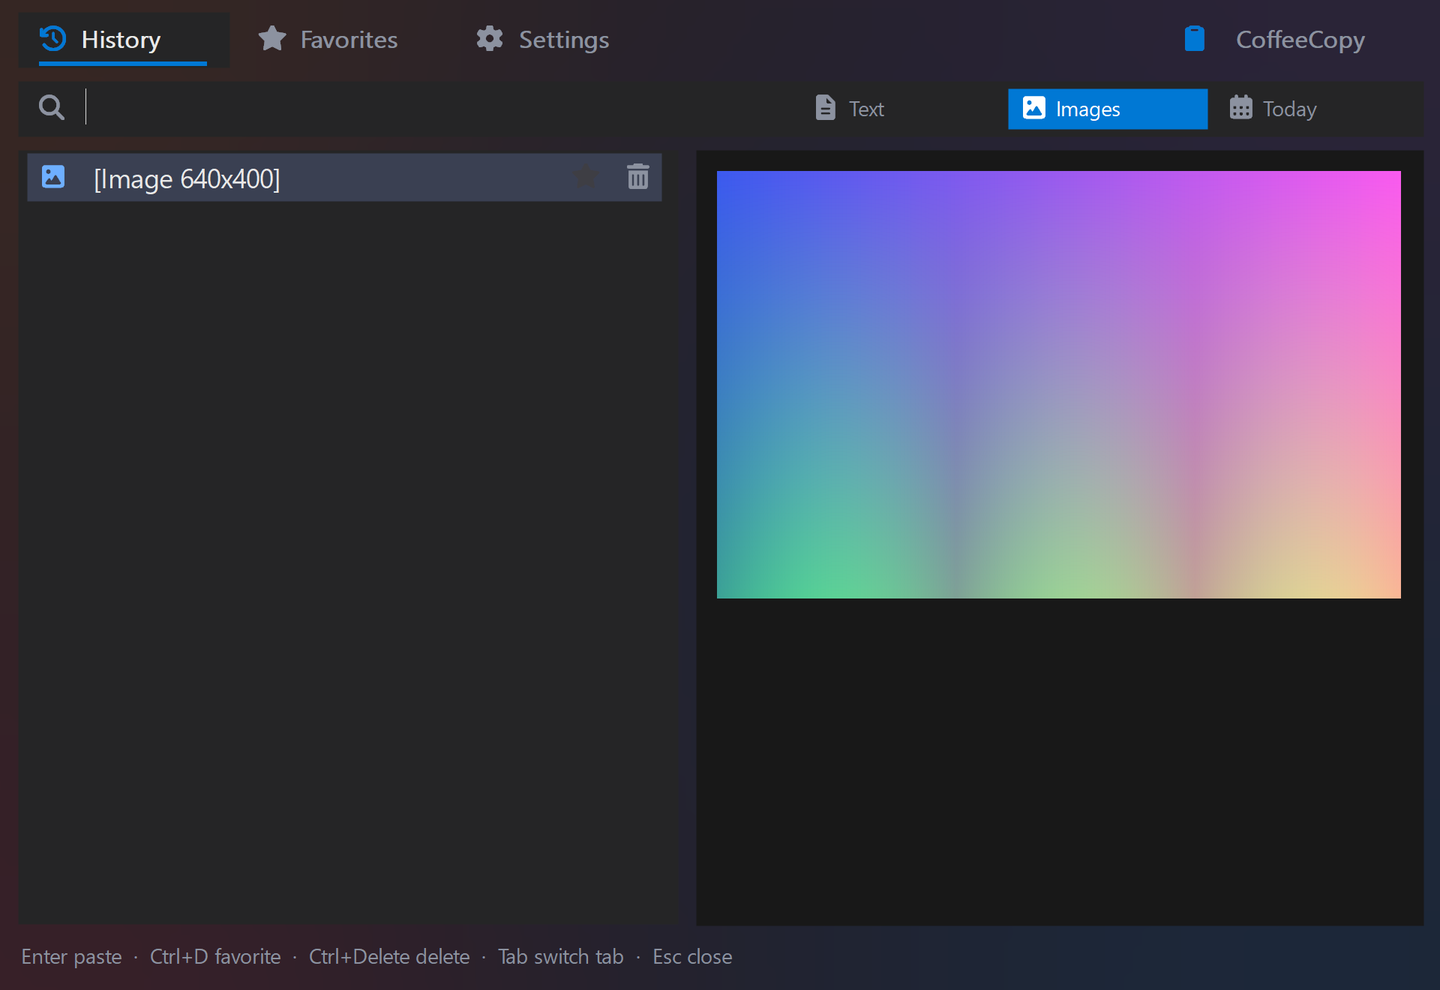 History
Favorites
Settings
CoffeeCopy
Text
Images
Today
[Image 640x400]
Enter paste · Ctrl+D favorite · Ctrl+Delete delete · Tab switch tab · Esc close